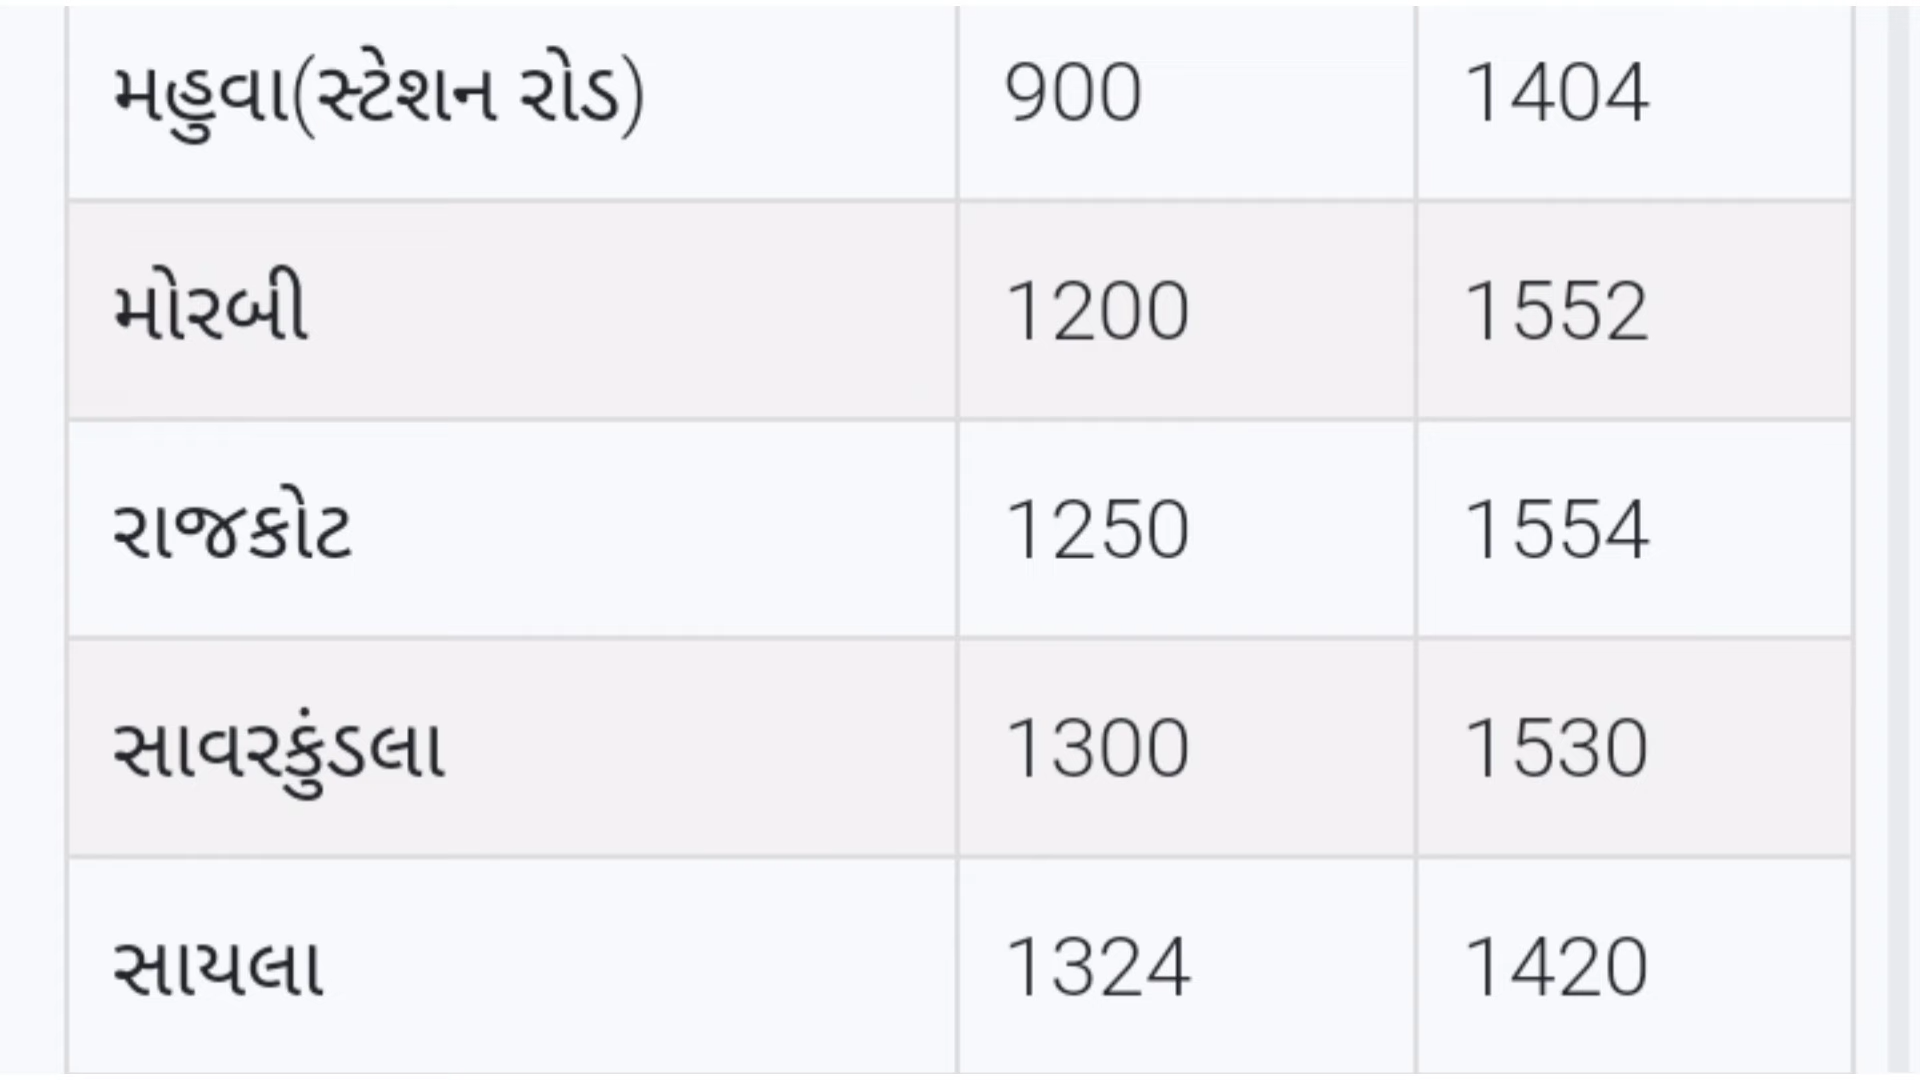 મહુવા(સ્ટેશન રોડ) 900 1404
મોરબી 1200 1552
રાજકોટ 1250 1554
સાવરકુંડલા 1300 1530
સાયલા 1324 1420